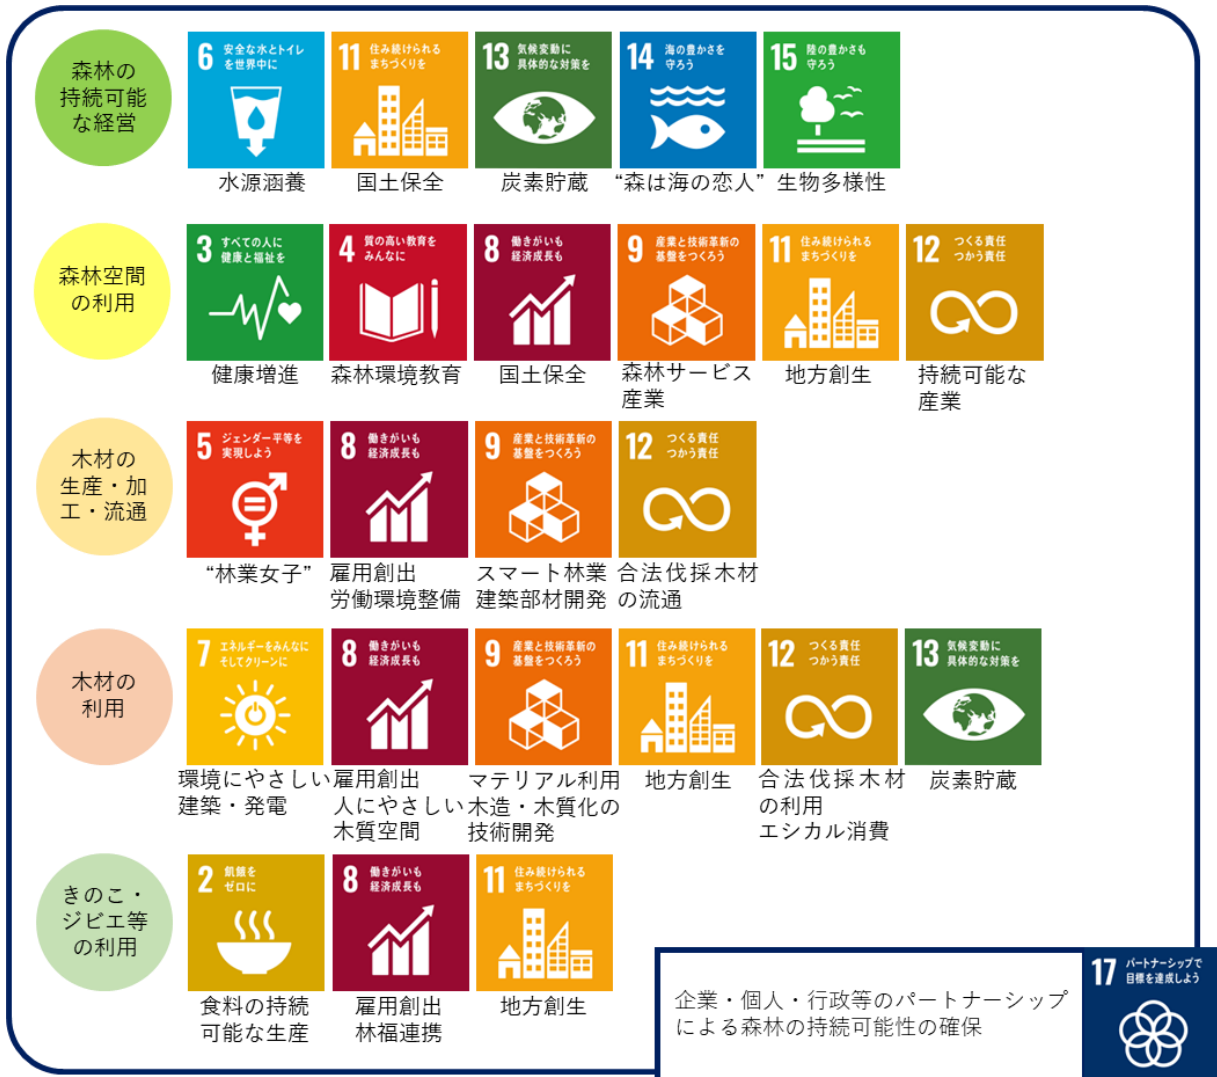 森林の
持続可能
な経営
6 安全な水とトイレ
を世界中に
水源涵養
11 住み続けられる
まちづくりを
国土保全
13 気候変動に
具体的な対策を
炭素貯蔵
14 海の豊かさを
守ろう
“森は海の恋人”
15 陸の豊かさも
守ろう
生物多様性
森林空間
の利用
3 すべての人に
健康と福祉を
健康増進
4 質の高い教育を
みんなに
森林環境教育
8 働きがいも
経済成長も
国土保全
9 産業と技術革新の
基盤をつくろう
森林サービス
産業
11 住み続けられる
まちづくりを
地方創生
12 つくる責任
つかう責任
持続可能な
産業
木材の
生産・加
工・流通
5 ジェンダー平等を
実現しよう
“林業女子”
8 働きがいも
経済成長も
雇用創出
労働環境整備
9 産業と技術革新の
基盤をつくろう
スマート林業
建築部材開発
12 つくる責任
つかう責任
合法伐採木材
の流通
木材の
利用
7 エネルギーをみんなに
そしてクリーンに
環境にやさしい
建築・発電
8 働きがいも
経済成長も
雇用創出
人にやさしい
木質空間
9 産業と技術革新の
基盤をつくろう
マテリアル利用
木造・木質化の
技術開発
11 住み続けられる
まちづくりを
地方創生
12 つくる責任
つかう責任
合法伐採木材
の利用
エシカル消費
13 気候変動に
具体的な対策を
炭素貯蔵
きのこ・
ジビエ等
の利用
2 飢餓を
ゼロに
食料の持続
可能な生産
8 働きがいも
経済成長も
雇用創出
林福連携
11 住み続けられる
まちづくりを
地方創生
企業・個人・行政等のパートナーシップ
による森林の持続可能性の確保
17 パートナーシップで
目標を達成しよう